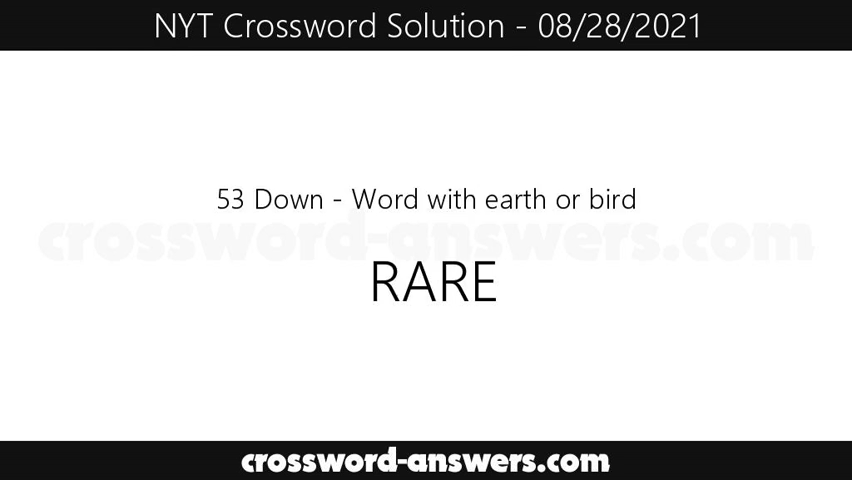 NYT Crossword Solution - 08/28/2021
53 Down - Word with earth or bird
crossword-answers.com
RARE
crossword-answers.com